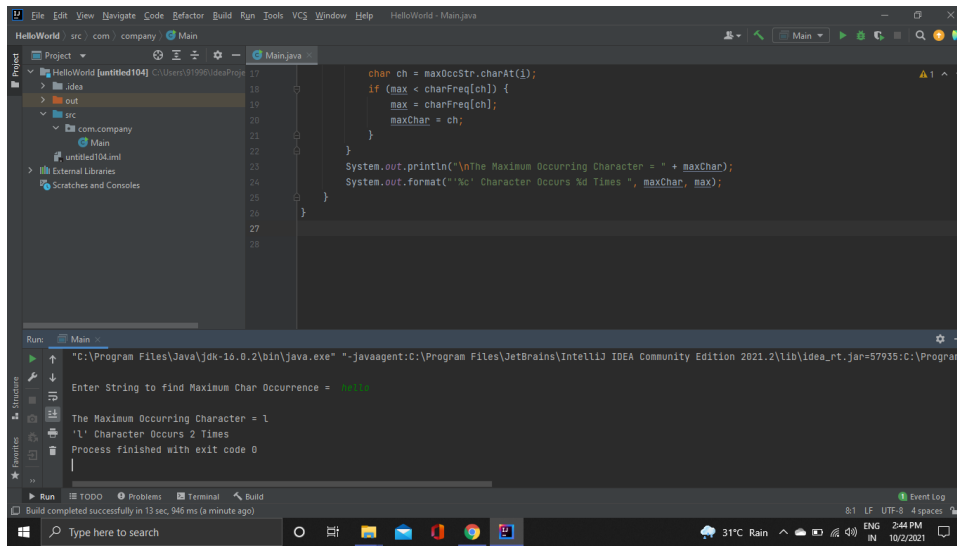 File Edit View Navigate Code Refactor Build Run Tools VCS Window Help HelloWorld - Main.java
HelloWorld src com company Main
Main
Project
Main.java
HelloWorld [untitled104] C:\Users\91996\IdeaProje
.idea
out
src
com.company
Main
untitled104.iml
External Libraries
Scratches and Consoles
17 char ch = maxOccStr.charAt(i);
18 if (max < charFreq[ch]) {
19 max = charFreq[ch];
20 maxChar = ch;
21 }
22 }
23 System.out.println("\nThe Maximum Occurring Character = " + maxChar);
24 System.out.format("'%c' Character Occurs %d Times ", maxChar, max);
25 }
26 }
27
28
1
Project
Structure
Favorites
Run: Main
"C:\Program Files\Java\jdk-16.0.2\bin\java.exe" "-javaagent:C:\Program Files\JetBrains\IntelliJ IDEA Community Edition 2021.2\lib\idea_rt.jar=57935:C:\Program
Enter String to find Maximum Char Occurrence = hello
The Maximum Occurring Character = l
'l' Character Occurs 2 Times
Process finished with exit code 0
Run TODO Problems Terminal Build
1 Event Log
Build completed successfully in 13 sec, 946 ms (a minute ago)
8:1 LF UTF-8 4 spaces
Type here to search
31°C Rain
ENG
IN
2:44 PM
10/2/2021